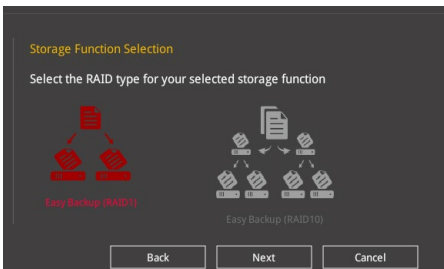 Storage Function Selection
Select the RAID type for your selected storage function
Easy Backup (RAID1)
Easy Backup (RAID10)
Back
Next
Cancel